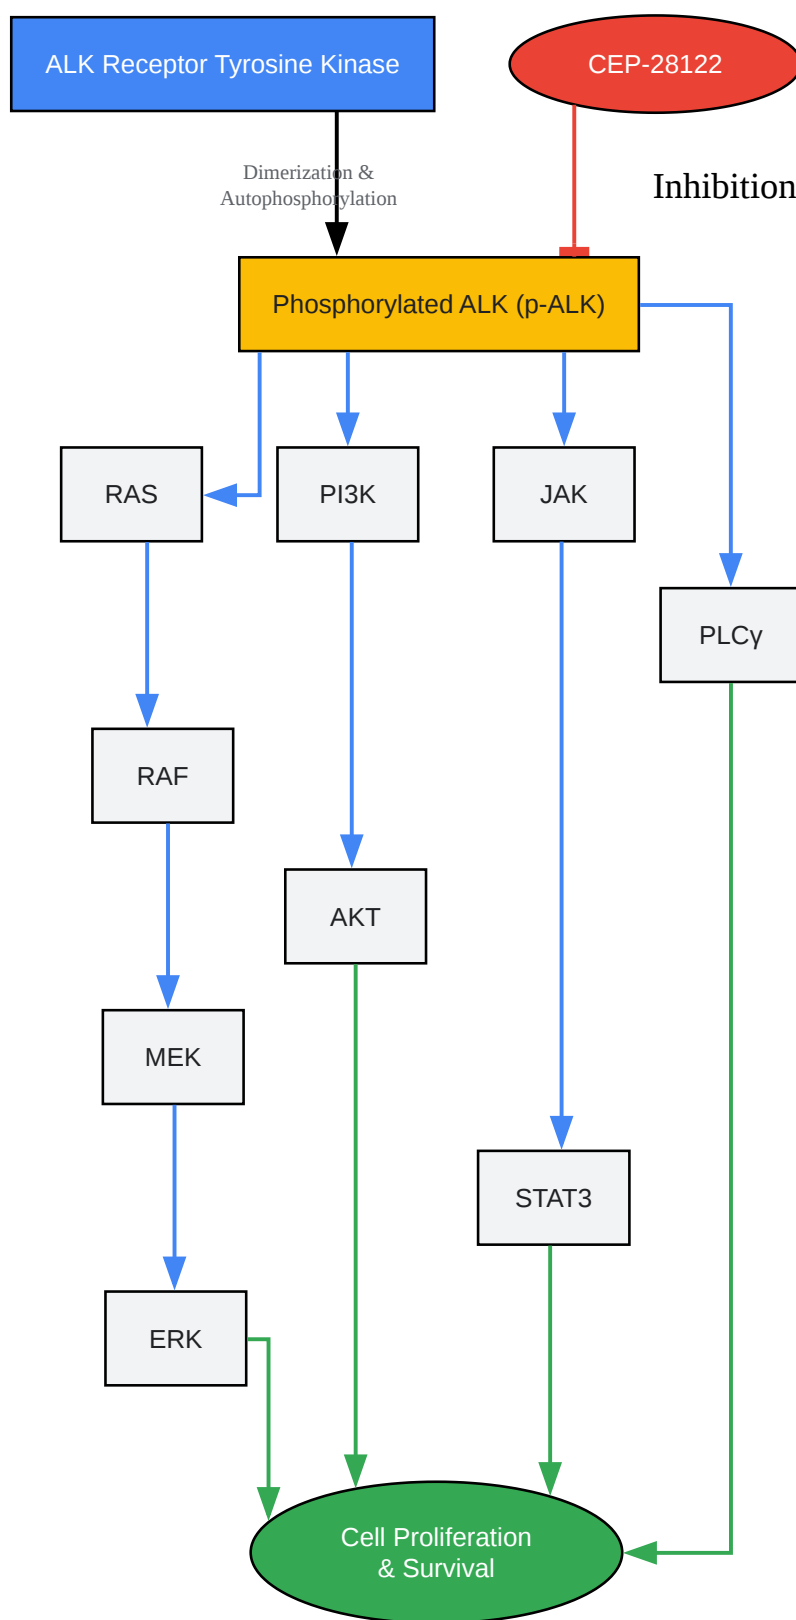 ALK Receptor Tyrosine Kinase
CEP-28122
Dimerization &
Autophosphorylation
Inhibition
Phosphorylated ALK (p-ALK)
RAS
PI3K
JAK
PLCγ
RAF
AKT
MEK
STAT3
ERK
Cell Proliferation
& Survival